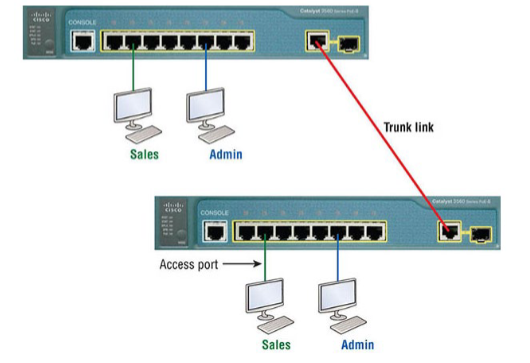 CISCO
CONSOLE
Catalyst 3560 Series PoE-8
Sales
Admin
Trunk link
CISCO
CONSOLE
Catalyst 3560 Series PoE-8
Access port
Sales
Admin